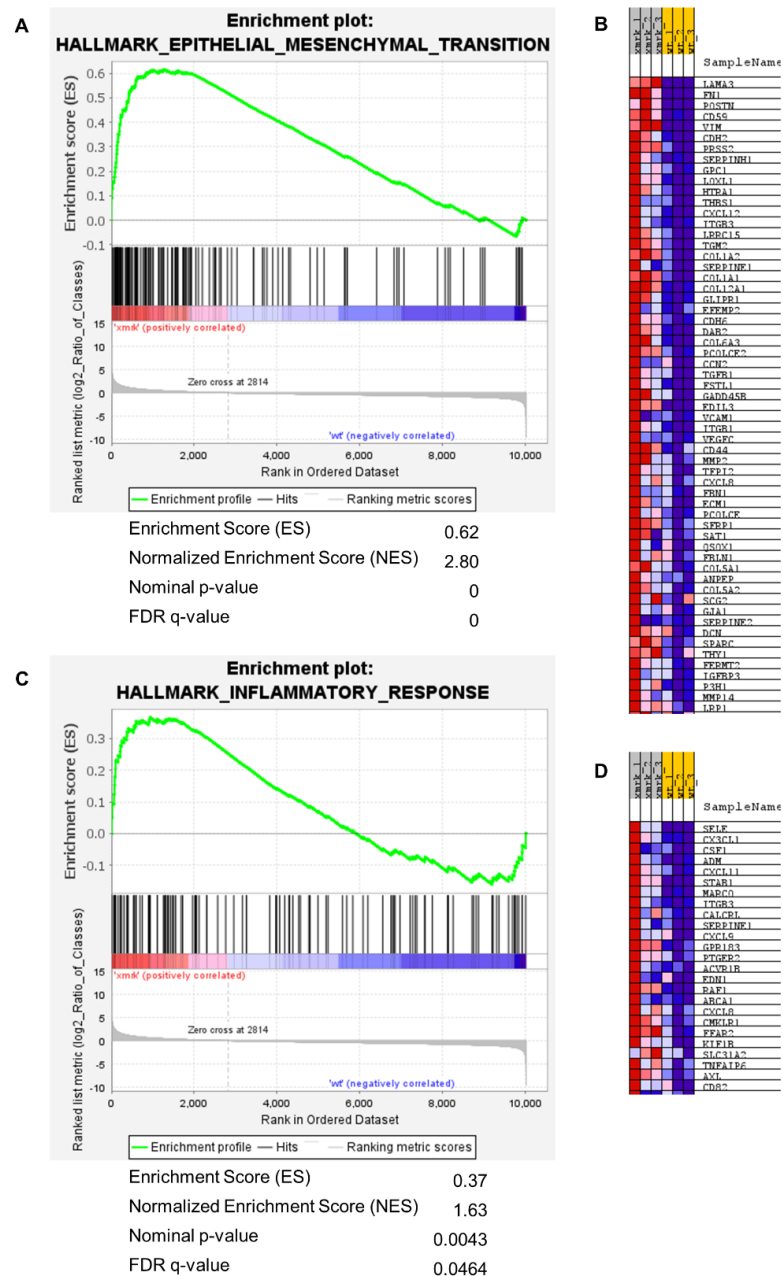 A
Enrichment plot:
HALLMARK_EPITHELIAL_MESENCHYMAL_TRANSITION
Enrichment score (ES)
0.6
0.5
0.4
0.3
0.2
0.1
0.0
-0.1
'xmrk' (positively correlated)
Ranked list metric (log2_Ratio_of_Classes)
15
10
5
0
-5
-10
Zero cross at 2814
'wt' (negatively correlated)
0 2,000 4,000 6,000 8,000 10,000
Rank in Ordered Dataset
Enrichment profile Hits Ranking metric scores
Enrichment Score (ES) 0.62
Normalized Enrichment Score (NES) 2.80
Nominal p-value 0
FDR q-value 0
B
xmrk_1
xmrk_2
xmrk_3
wt_1
wt_2
wt_3
SampleName
LAMA3
FN1
POSTN
CD59
VIM
CDH2
PRSS2
SERPINH1
GPC1
LOXL1
HTRA1
THBS1
CXCL12
ITGB3
LRRC15
TGM2
COL1A2
SERPINE1
COL1A1
COL12A1
GLIPR1
EFEMP2
CDH6
DAB2
COL6A3
PCOLCE2
CCN2
TGFB1
FSTL1
GADD45B
EDIL3
VCAM1
ITGB1
VEGFC
CD44
MMP2
TFPI2
CXCL8
FBN1
ECM1
PCOLCE
SFRP1
SAT1
QSOX1
FBLN1
COL5A1
ANPEP
COL5A2
SCG2
GJA1
SERPINE2
DCN
SPARC
THY1
FERMT2
IGFBP3
P3H1
MMP14
LRP1
C
Enrichment plot:
HALLMARK_INFLAMMATORY_RESPONSE
Enrichment score (ES)
0.3
0.2
0.1
0.0
-0.1
'xmrk' (positively correlated)
Ranked list metric (log2_Ratio_of_Classes)
15
10
5
0
-5
-10
Zero cross at 2814
'wt' (negatively correlated)
0 2,000 4,000 6,000 8,000 10,000
Rank in Ordered Dataset
Enrichment profile Hits Ranking metric scores
Enrichment Score (ES) 0.37
Normalized Enrichment Score (NES) 1.63
Nominal p-value 0.0043
FDR q-value 0.0464
D
xmrk_1
xmrk_2
xmrk_3
wt_1
wt_2
wt_3
SampleName
SELE
CX3CL1
CSF1
ADM
CXCL11
STAB1
MARCO
ITGB3
CALCRL
SERPINE1
CXCL9
GPR183
PTGER2
ACVR1B
EDN1
RAF1
ABCA1
CXCL8
CMKLR1
FFAR2
KIF1B
SLC31A2
TNFAIP6
AXL
CD82